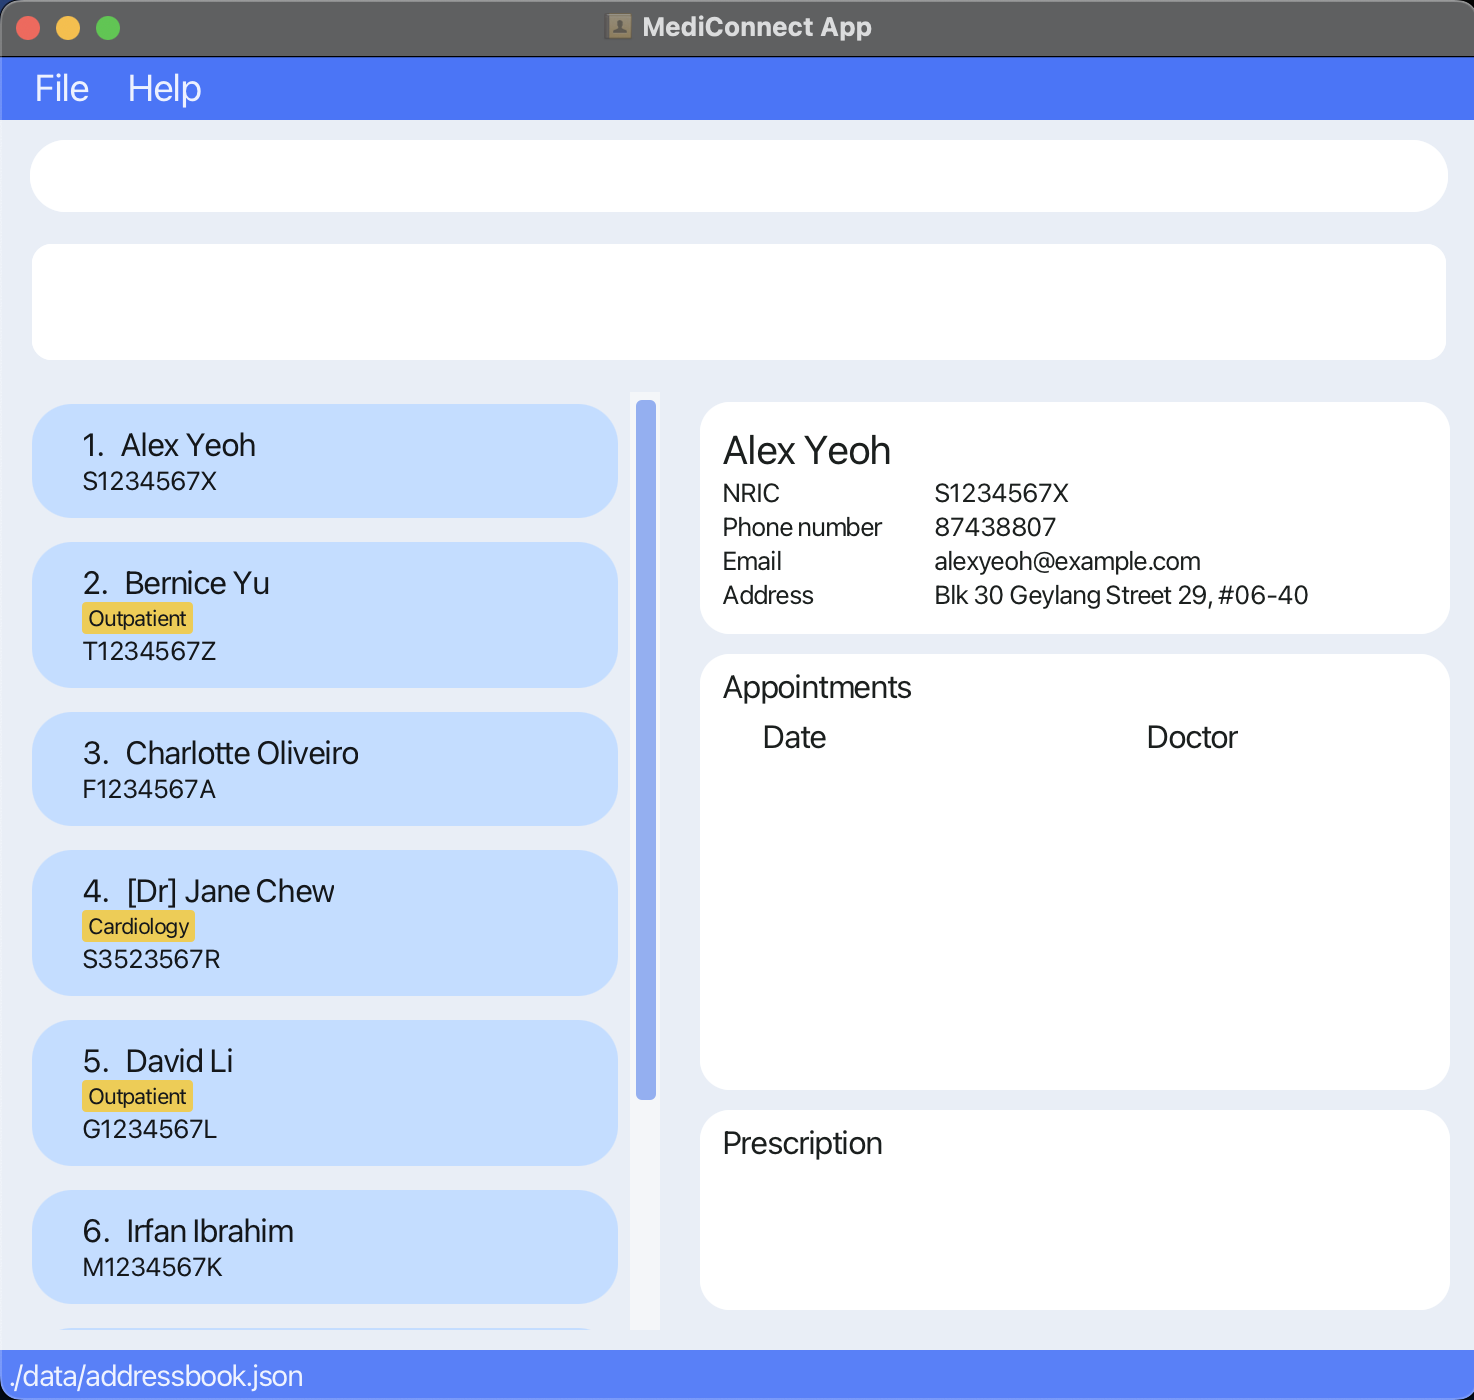 MediConnect App
File Help
1. Alex Yeoh
S1234567X
2. Bernice Yu
Outpatient
T1234567Z
3. Charlotte Oliveiro
F1234567A
4. [Dr] Jane Chew
Cardiology
S3523567R
5. David Li
Outpatient
G1234567L
6. Irfan Ibrahim
M1234567K
Alex Yeoh
NRIC S1234567X
Phone number 87438807
Email alexyeoh@example.com
Address Blk 30 Geylang Street 29, #06-40
Appointments
Date Doctor
Prescription
./data/addressbook.json